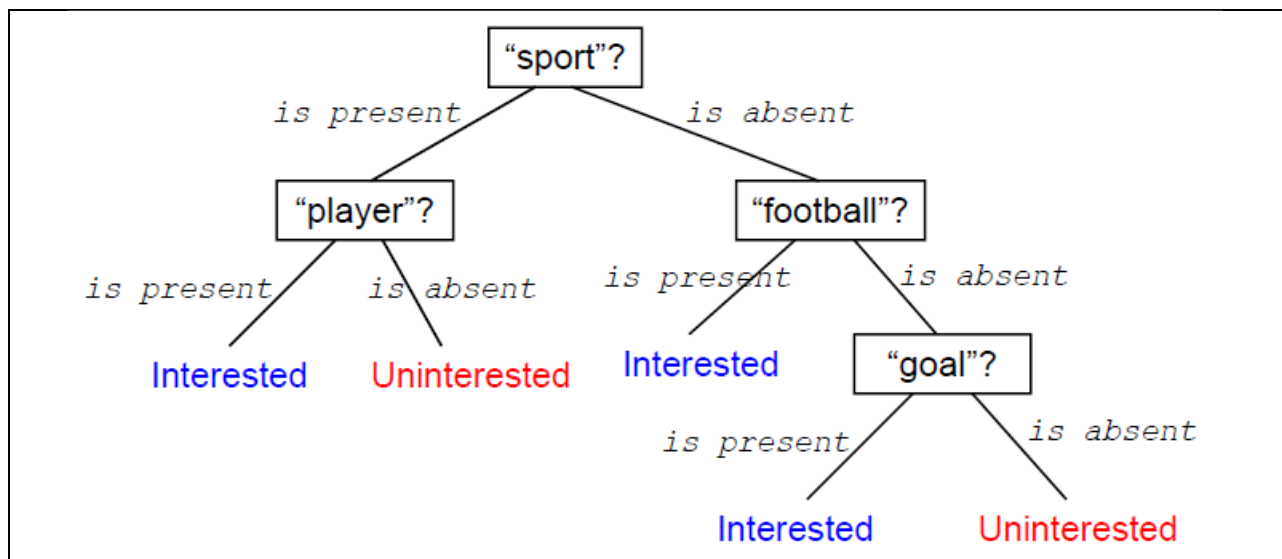 “sport”?
is present
is absent
“player”?
“football”?
is present
is absent
is present
is absent
Interested
Uninterested
Interested
“goal”?
is present
is absent
Interested
Uninterested